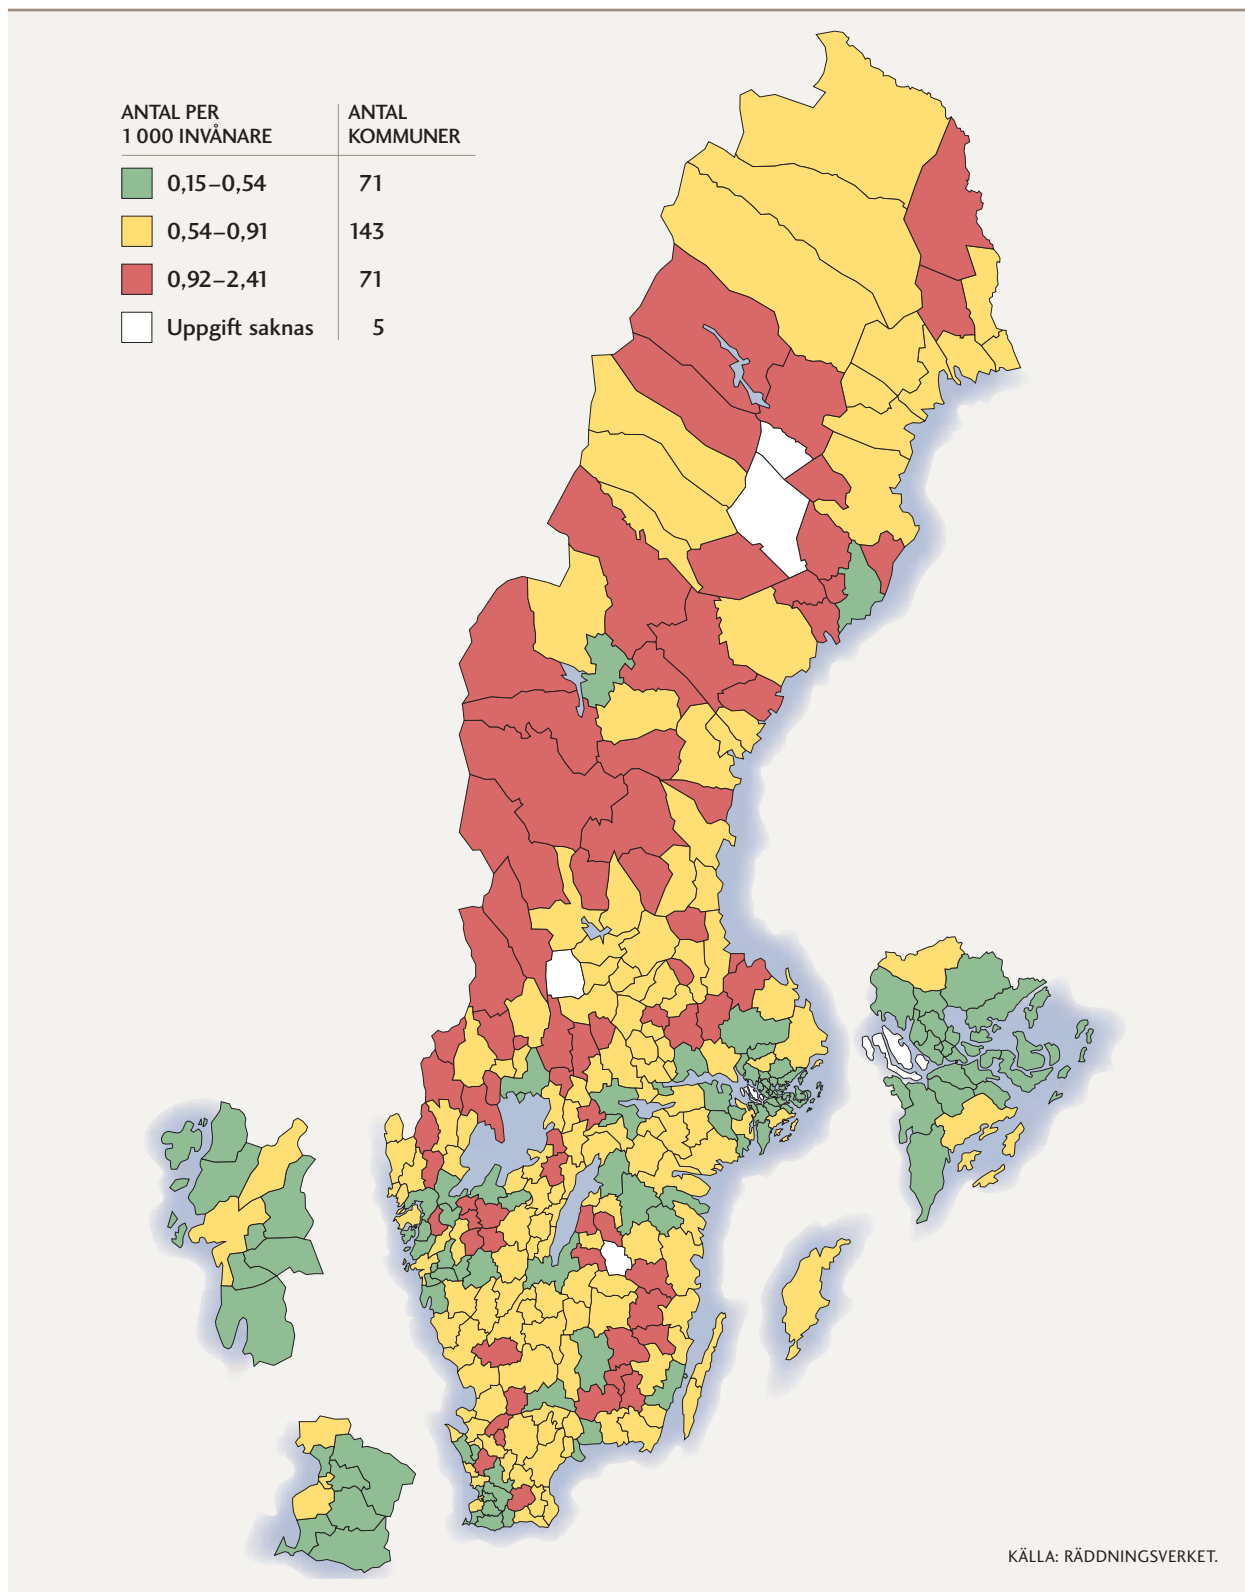 ANTAL PER
1 000 INVÅNARE
ANTAL
KOMMUNER
0,15–0,54 71
0,54–0,91 143
0,92–2,41 71
Uppgift saknas 5
KÄLLA: RÄDDNINGSVERKET.